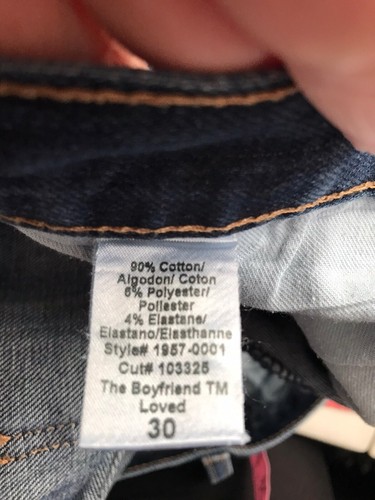 90% Cotton/
Algodon/ Coton
6% Polyester/
Poliester
4% Elastane/
Elastano/Elasthanne
Style# 1957-0001
Cut# 103325
The Boyfriend TM
Loved
30